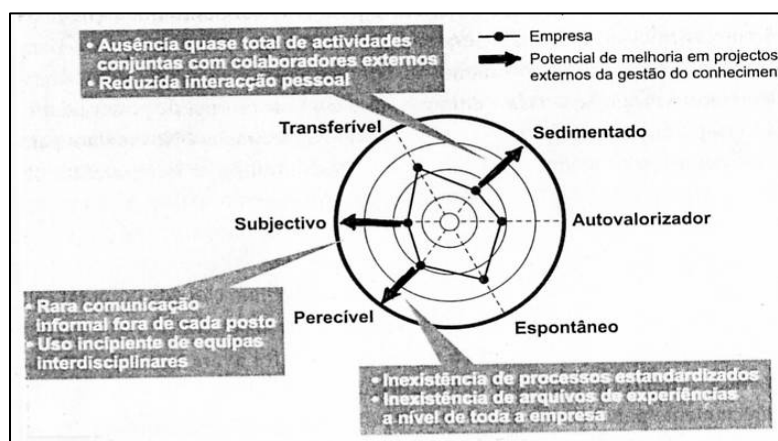 • Ausência quase total de actividades
conjuntas com colaboradores externos
• Reduzida interacção pessoal
Empresa
Potencial de melhoria em projectos
externos da gestão do conhecimen
Transferível
Sedimentado
Subjectivo
Autovalorizador
Perecível
Espontâneo
• Rara comunicação
informal fora de cada posto
• Uso incipiente de equipas
interdisciplinares
• Inexistência de processos estandardizados
• Inexistência de arquivos de experiências
a nível de toda a empresa